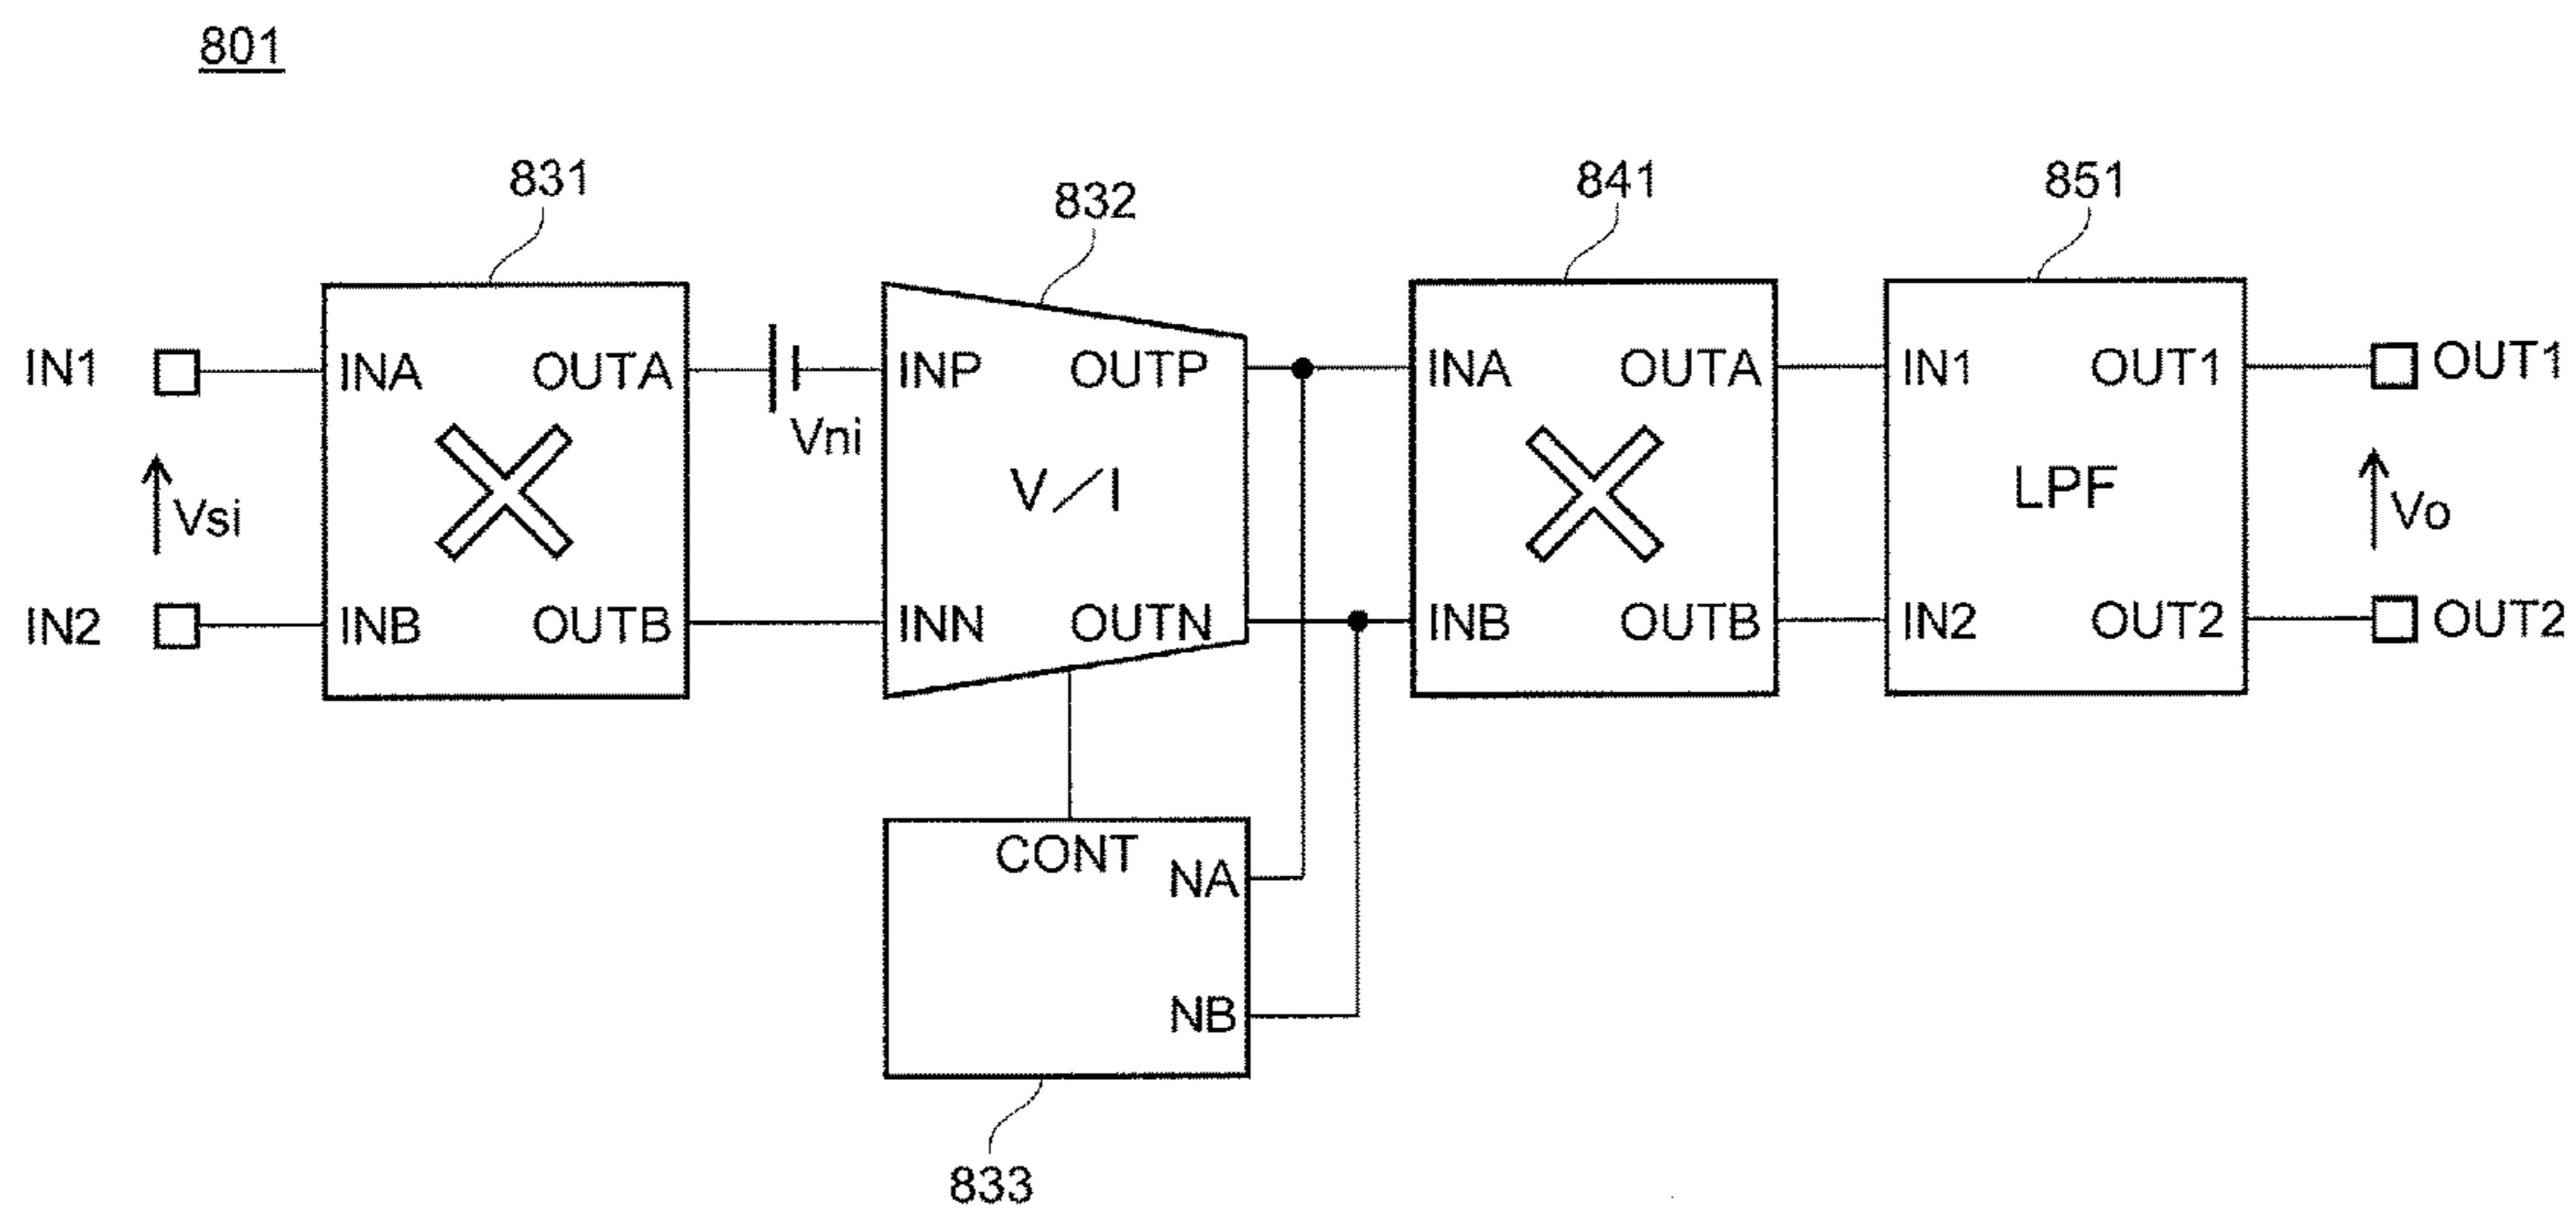 801
831
832
841
851
IN1
INA
OUTA
INP
OUTP
INA
OUTA
IN1
OUT1
OUT1
Vni
Vsi
V/I
LPF
Vo
IN2
INB
OUTB
INN
OUTN
INB
OUTB
IN2
OUT2
OUT2
CONT
NA
NB
833